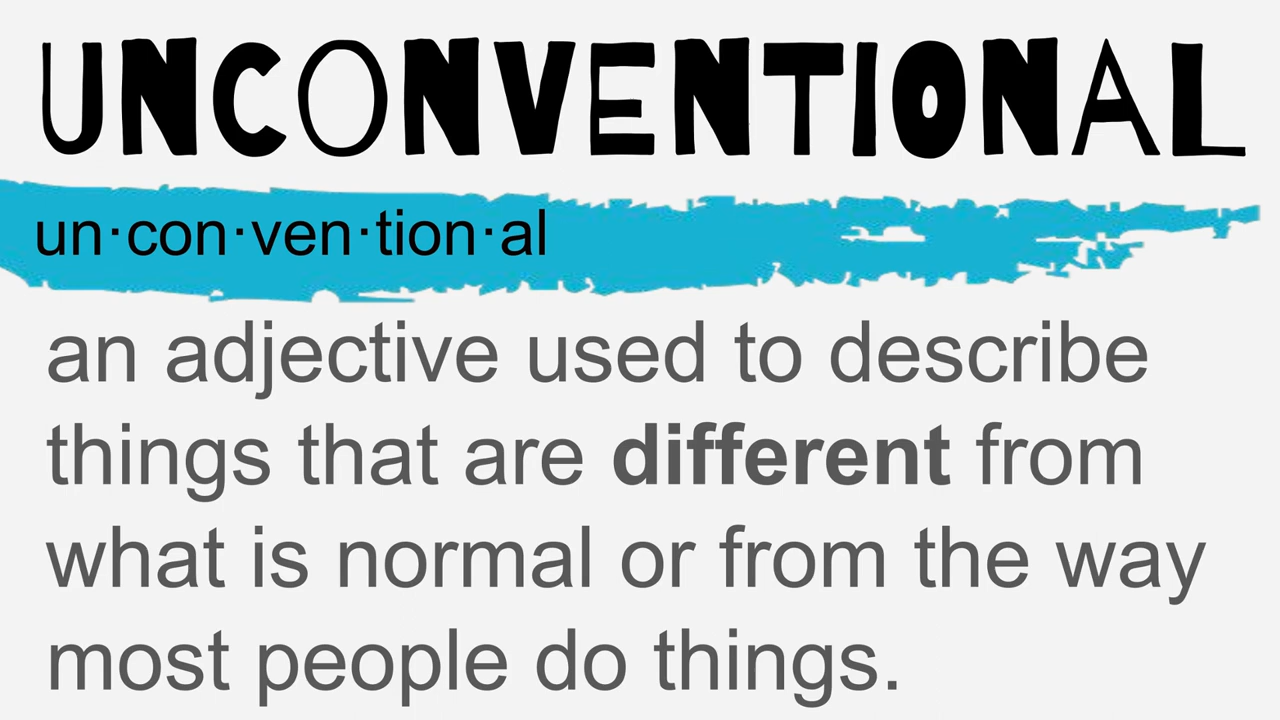 UNCONVENTIONAL
un·con·ven·tion·al
an adjective used to describe
things that are different from
what is normal or from the way
most people do things.